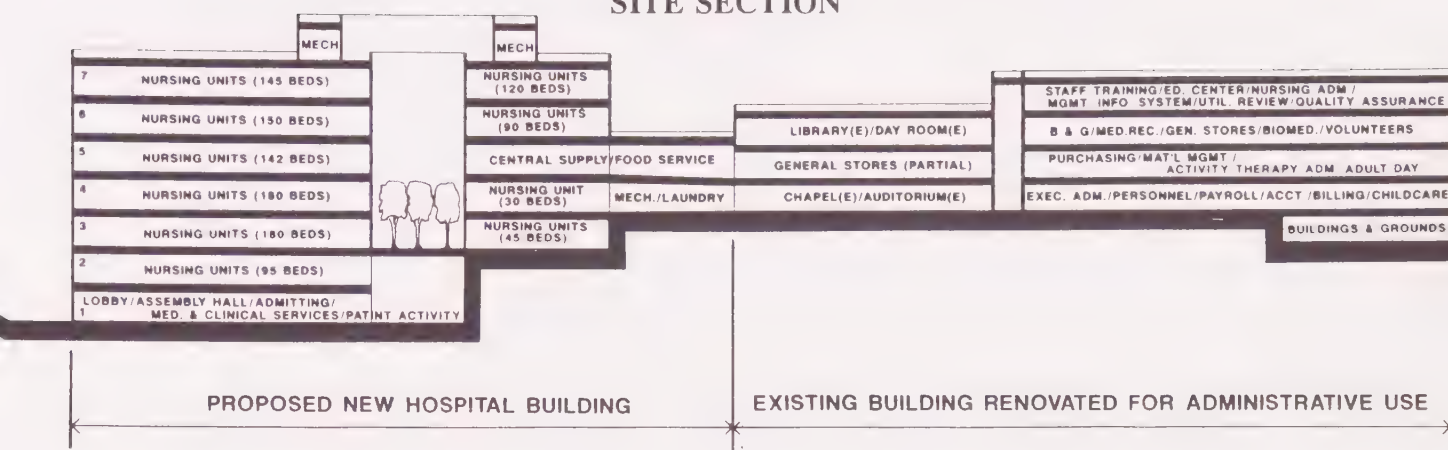 SITE SECTION
MECH
MECH
7 NURSING UNITS (145 BEDS)
6 NURSING UNITS (150 BEDS)
5 NURSING UNITS (142 BEDS)
4 NURSING UNITS (180 BEDS)
3 NURSING UNITS (180 BEDS)
2 NURSING UNITS (95 BEDS)
LOBBY/ASSEMBLY HALL/ADMITTING/
1 MED. & CLINICAL SERVICES/PATINT ACTIVITY
NURSING UNITS
(120 BEDS)
NURSING UNITS
(90 BEDS)
CENTRAL SUPPLY/FOOD SERVICE
NURSING UNIT
(30 BEDS)
MECH./LAUNDRY
NURSING UNITS
(45 BEDS)
LIBRARY(E)/DAY ROOM(E)
GENERAL STORES (PARTIAL)
CHAPEL(E)/AUDITORIUM(E)
STAFF TRAINING/ED. CENTER/NURSING ADM /
MGMT INFO SYSTEM/UTIL. REVIEW/QUALITY ASSURANCE
B & G/MED.REC./GEN. STORES/BIOMED./VOLUNTEERS
PURCHASING/MAT'L MGMT /
ACTIVITY THERAPY ADM ADULT DAY
EXEC. ADM./PERSONNEL/PAYROLL/ACCT /BILLING/CHILDCARE
BUILDINGS & GROUNDS
PROPOSED NEW HOSPITAL BUILDING
EXISTING BUILDING RENOVATED FOR ADMINISTRATIVE USE